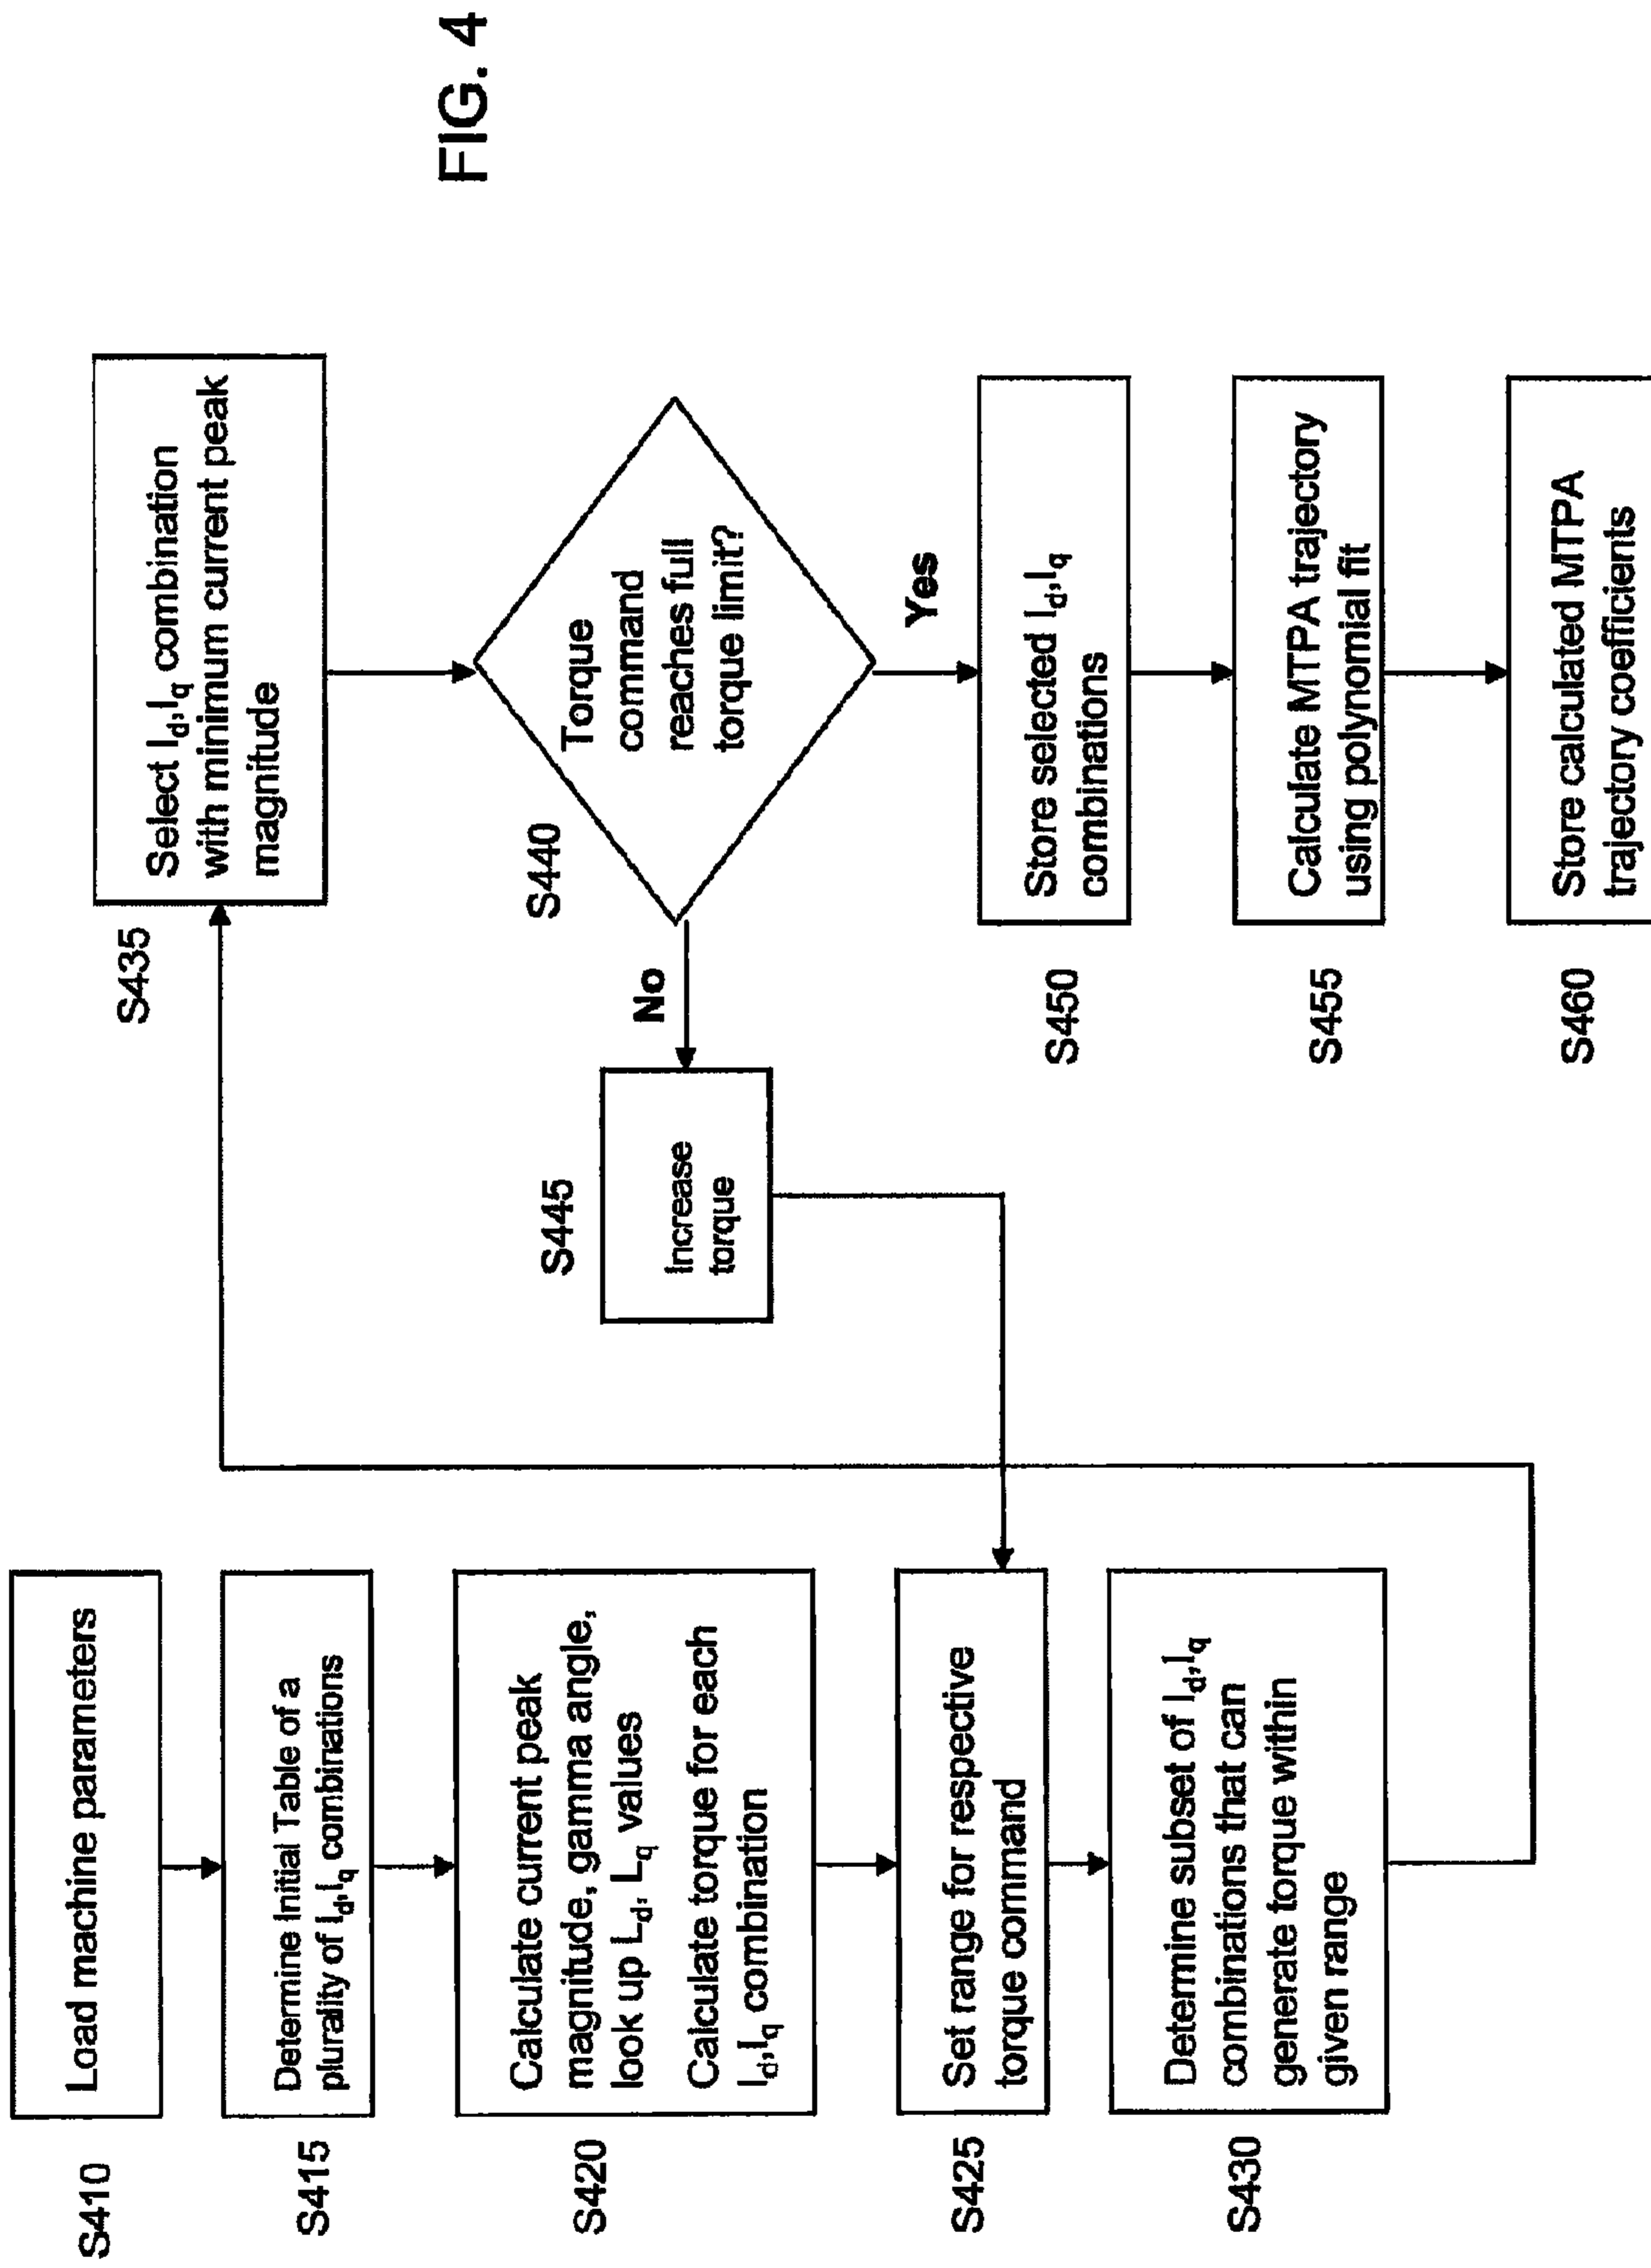 S410
Load machine parameters
S415
Determine Initial Table of a
plurality of Id,Iq combinations
S420
Calculate current peak
magnitude, gamma angle,
look up Ld, Lq values
Calculate torque for each
Id,Iq combination
S425
Set range for respective
torque command
S430
Determine subset of Id,Iq
combinations that can
generate torque within
given range
S435
Select Id,Iq combination
with minimum current peak
magnitude
S440
Torque
command
reaches full
torque limit?
No
S445
Increase
torque
Yes
S450
Store selected Id,Iq
combinations
S455
Calculate MTPA trajectory
using polynomial fit
S460
Store calculated MTPA
trajectory coefficients
FIG. 4